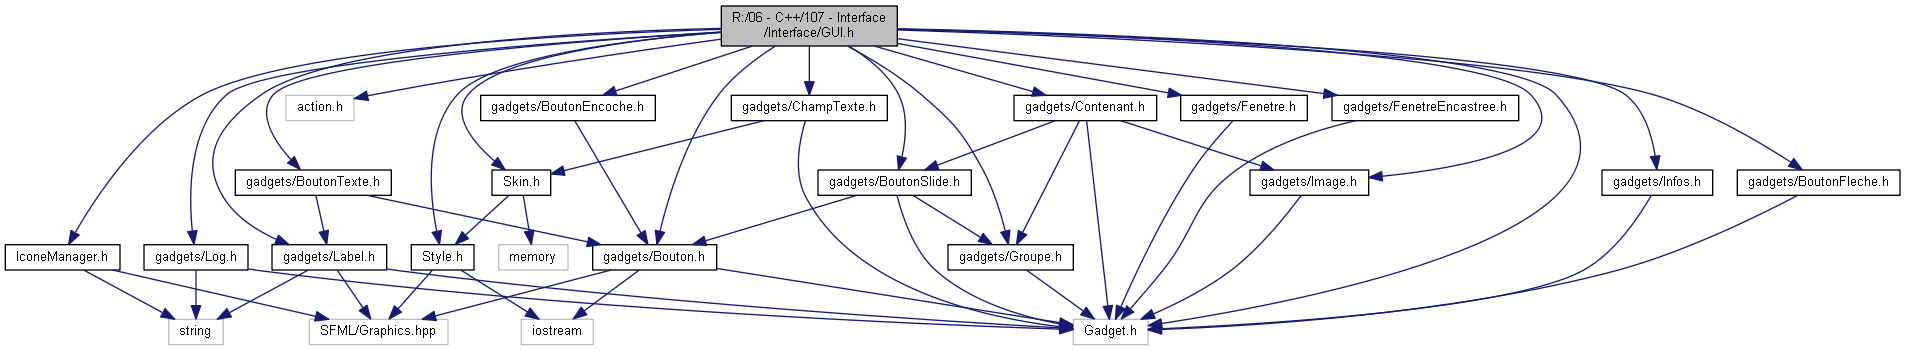 R:/06 - C++/107 - Interface
/Interface/GUI.h
action.h
gadgets/BoutonEncoche.h
gadgets/ChampTexte.h
gadgets/Contenant.h
gadgets/Fenetre.h
gadgets/FenetreEncastree.h
gadgets/BoutonTexte.h
Skin.h
gadgets/BoutonSlide.h
gadgets/Image.h
gadgets/Infos.h
gadgets/BoutonFleche.h
IconeManager.h
gadgets/Log.h
gadgets/Label.h
Style.h
memory
gadgets/Bouton.h
gadgets/Groupe.h
string
SFML/Graphics.hpp
iostream
Gadget.h